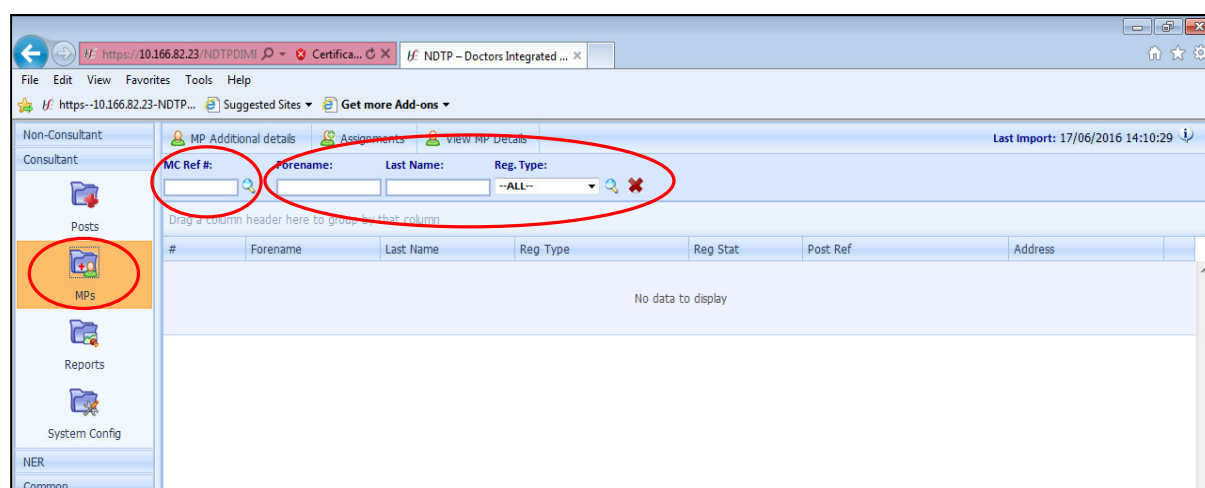 https://10.166.82.23/NDTPDIMI Certifica... NDTP – Doctors Integrated ...
File Edit View Favorites Tools Help
https--10.166.82.23-NDTP... Suggested Sites Get more Add-ons
Non-Consultant MP Additional details Assignments View MP Details Last Import: 17/06/2016 14:10:29
Consultant MC Ref #: Forename: Last Name: Reg. Type:
--ALL--
Posts Drag a column header here to group by that column
# Forename Last Name Reg Type Reg Stat Post Ref Address
MPs No data to display
Reports
System Config
NER
Common